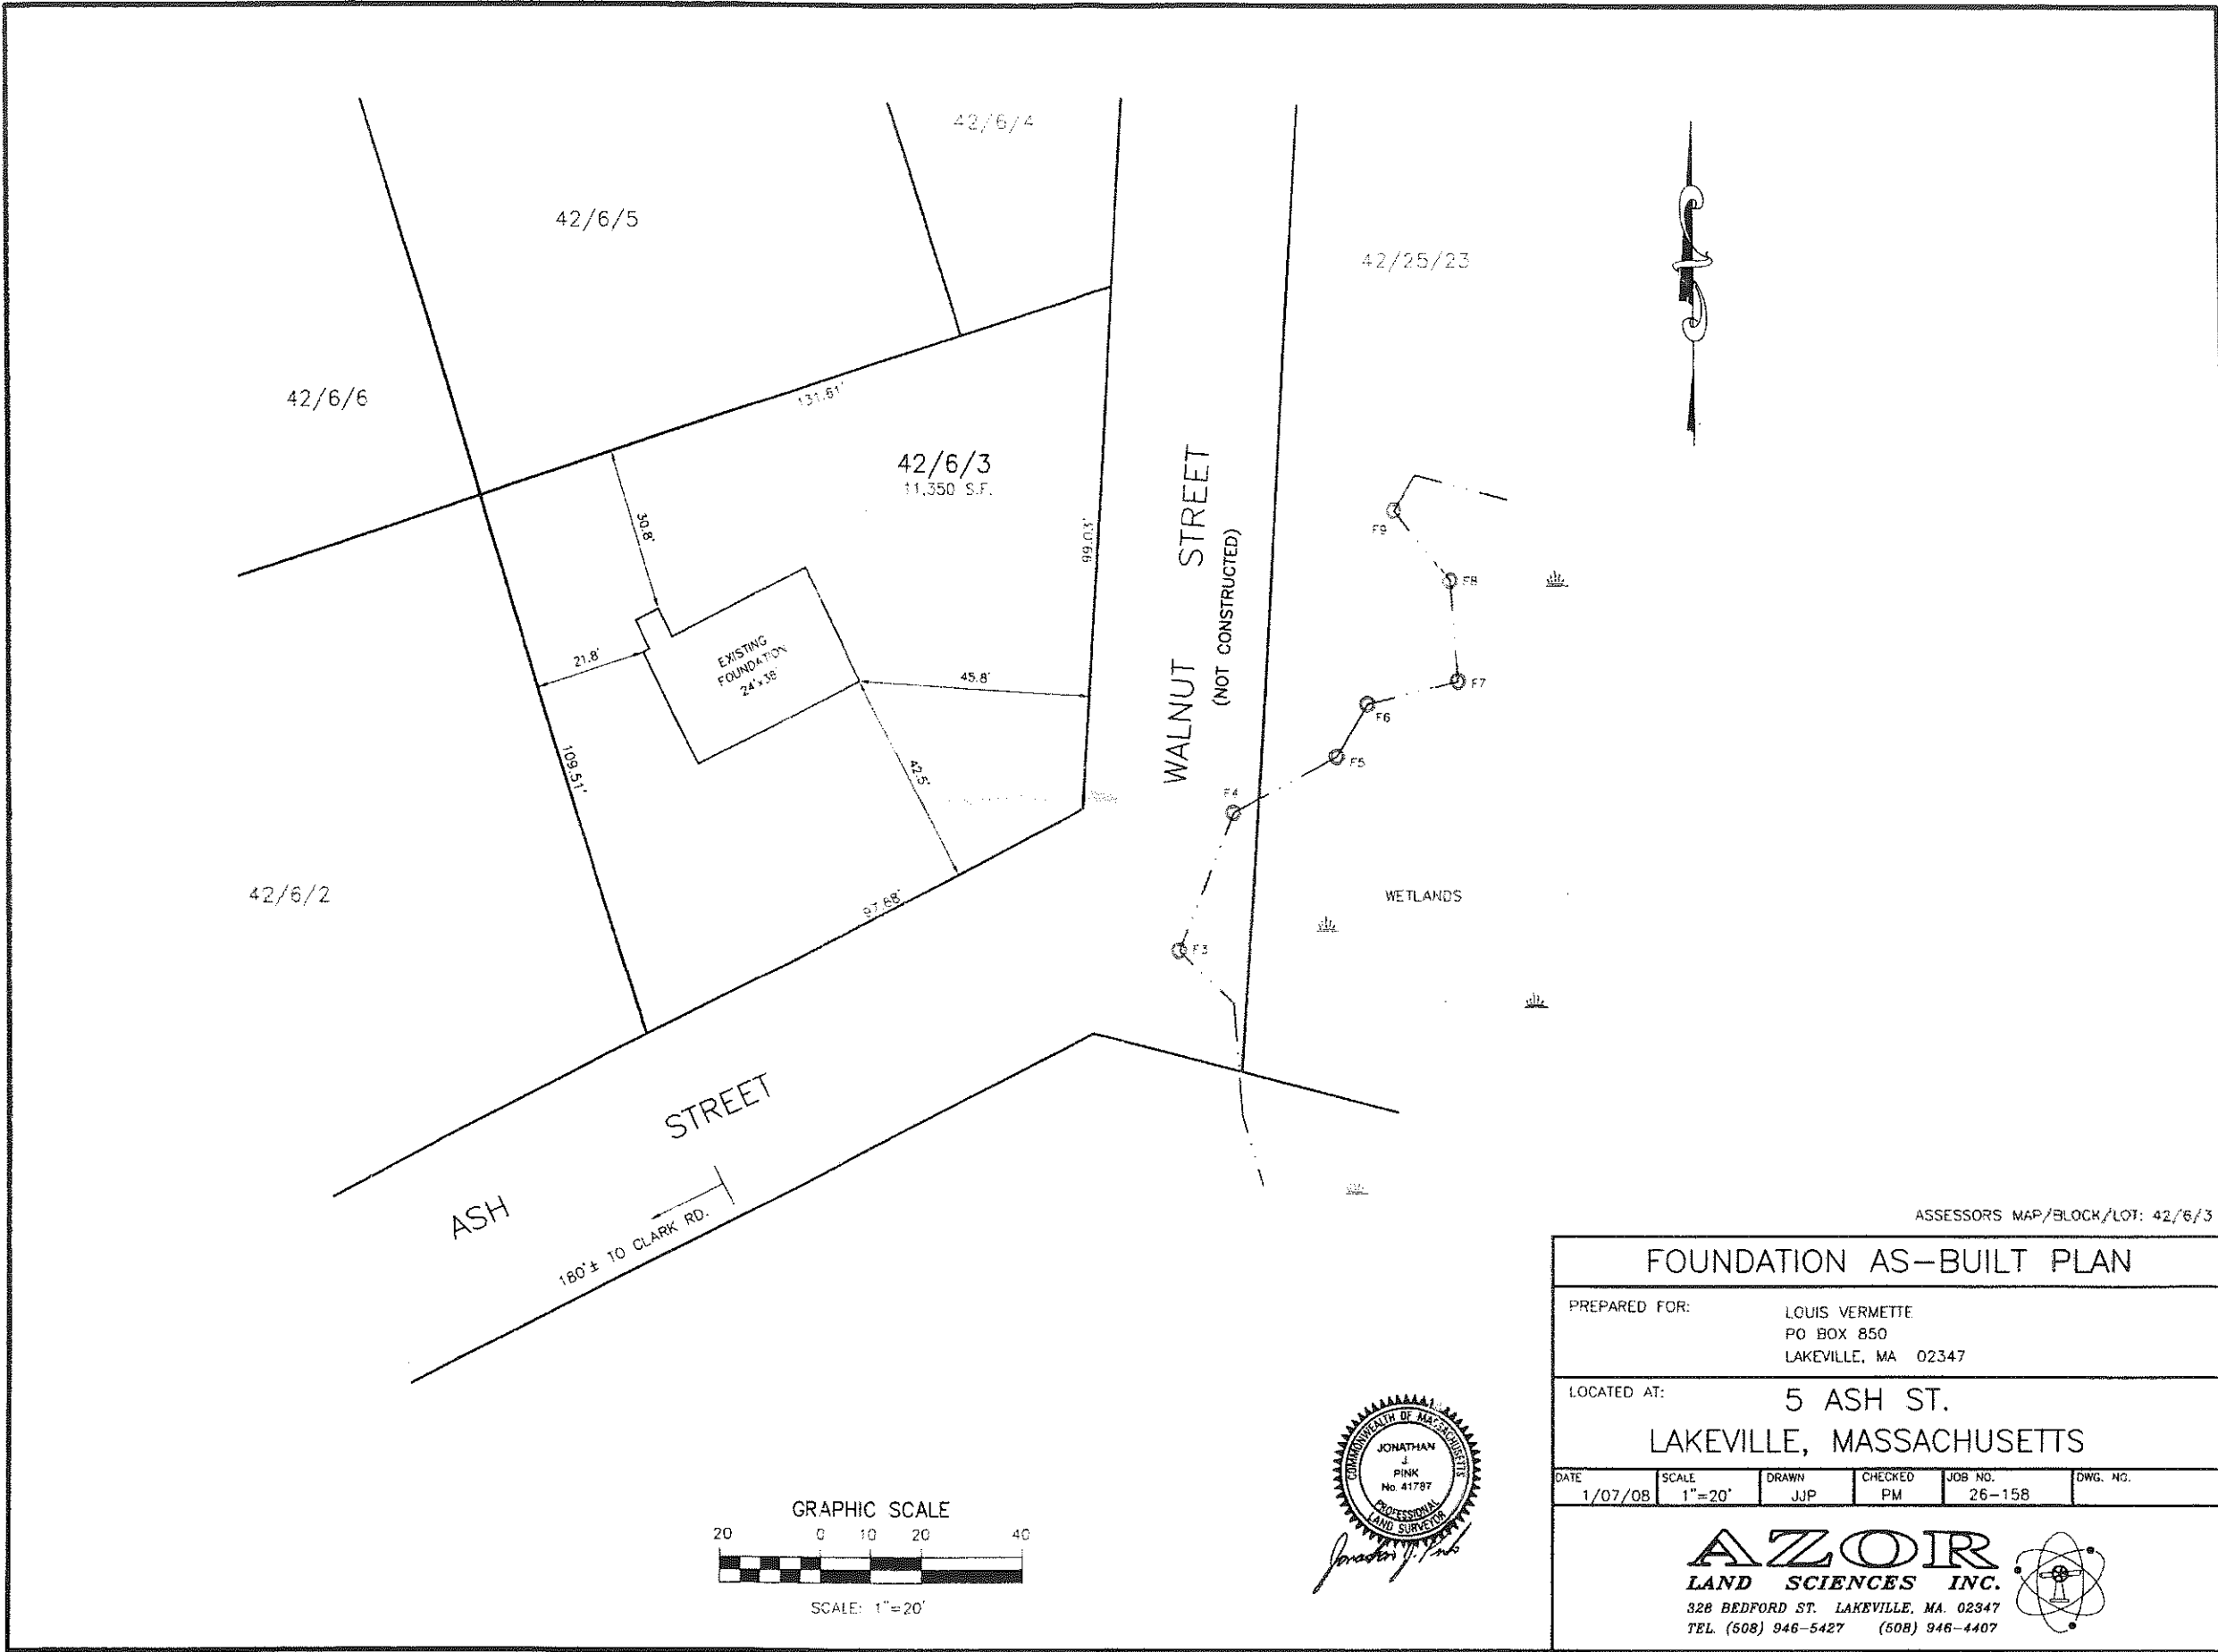 42/6/4
42/6/5
42/25/23
42/6/6
131.61'
42/6/3
11,350 S.F.
30.8'
99.03'
WALNUT STREET
(NOT CONSTRUCTED)
F9
F8
EXISTING
FOUNDATION
24'x38'
21.8'
45.8'
F7
F6
109.51'
42.5'
F5
F4
42/6/2
97.68'
WETLANDS
F3
ASH STREET
180'± TO CLARK RD.
ASSESSORS MAP/BLOCK/LOT: 42/6/3
FOUNDATION AS-BUILT PLAN
PREPARED FOR:
LOUIS VERMETTE
PO BOX 850
LAKEVILLE, MA 02347
LOCATED AT:
5 ASH ST.
LAKEVILLE, MASSACHUSETTS
DATE SCALE DRAWN CHECKED JOB NO. DWG. NO.
1/07/08 1"=20' JJP PM 26-158
COMMONWEALTH OF MASSACHUSETTS
JONATHAN
J.
PINK
No. 41787
PROFESSIONAL
LAND SURVEYOR
GRAPHIC SCALE
20 0 10 20 40
SCALE: 1"=20'
AZOR
LAND SCIENCES INC.
328 BEDFORD ST. LAKEVILLE, MA. 02347
TEL. (508) 946-5427 (508) 946-4407